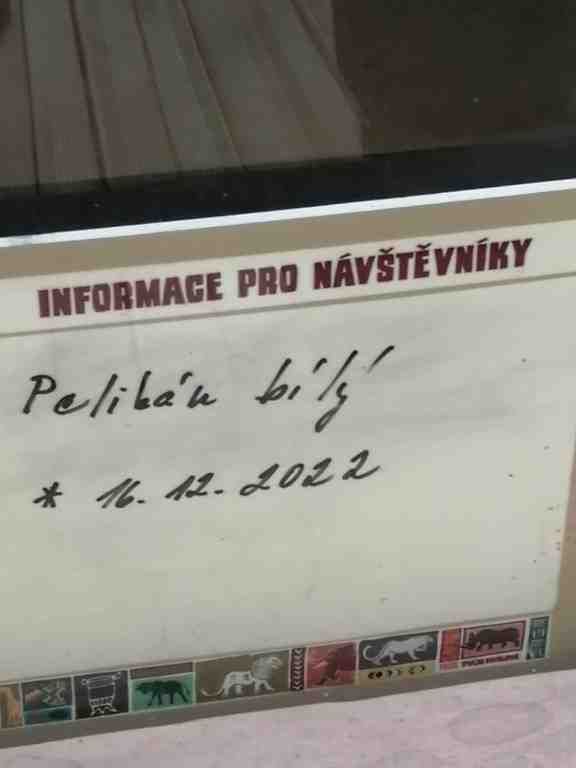 INFORMACE PRO NÁVŠTĚVNÍKY
Pelikán bílý
* 16. 12. 2022